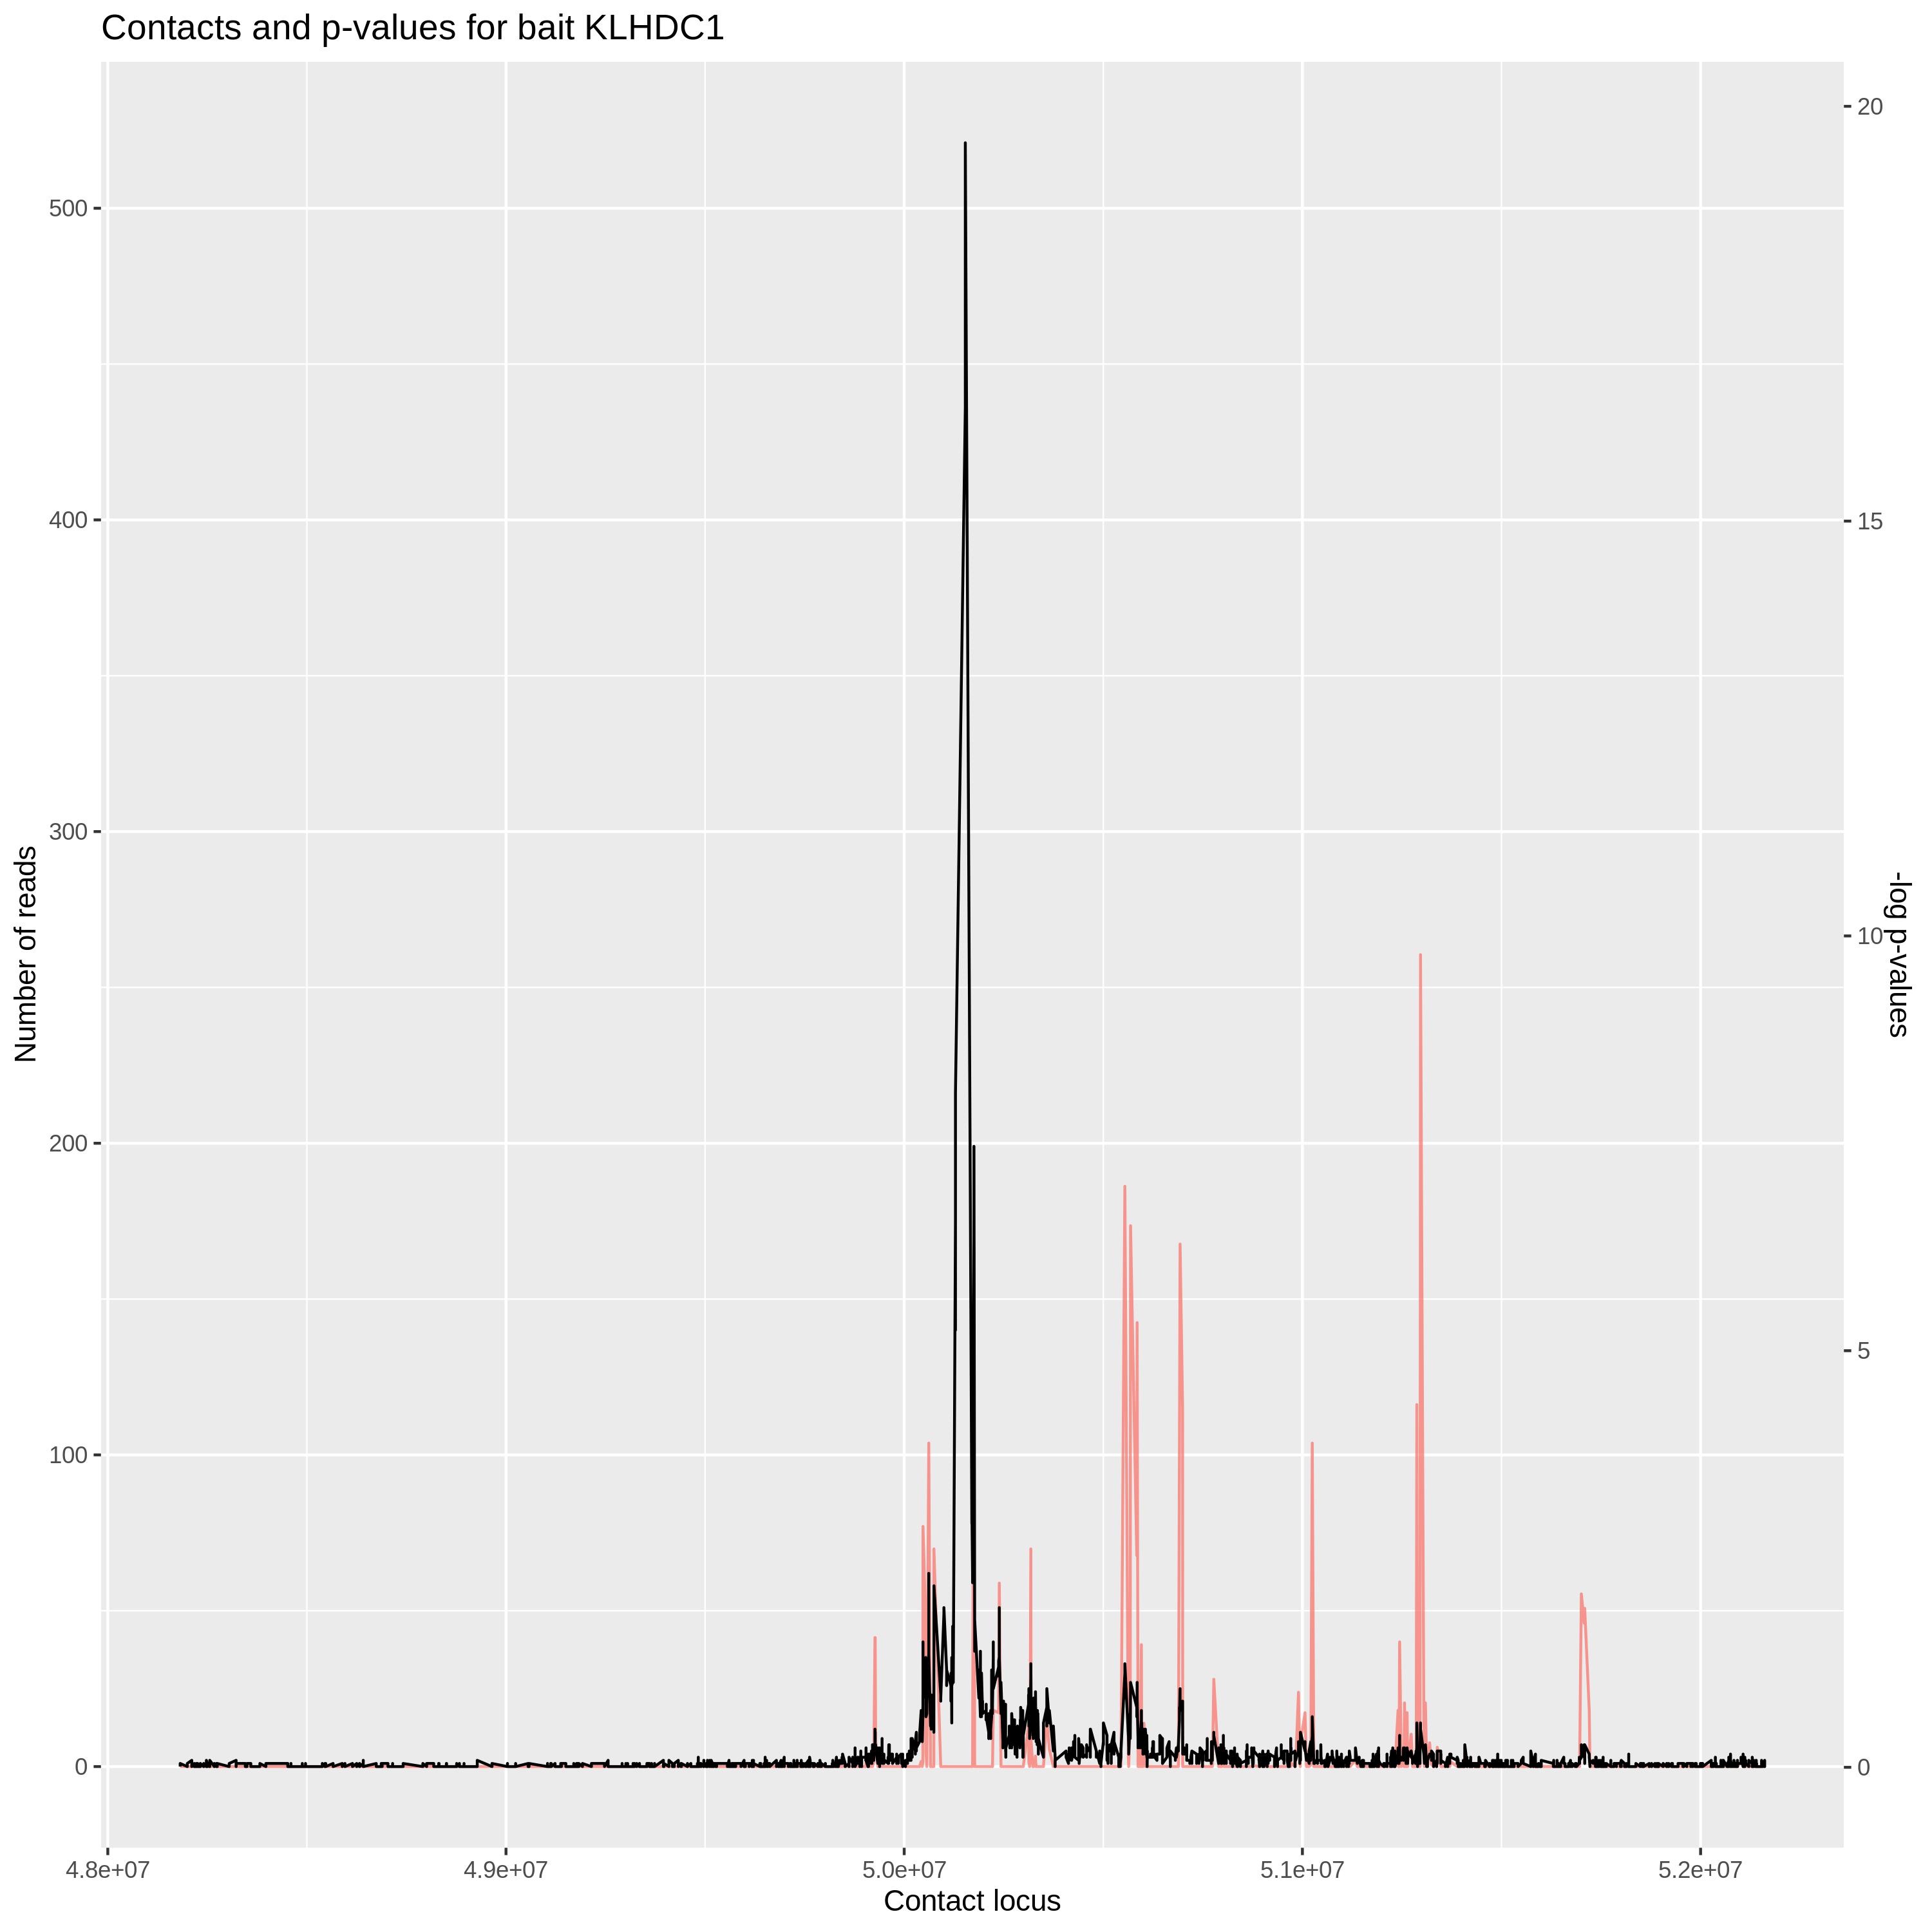 Contacts and p-values for bait KLHDC1
500
400
300
200
100
0
Number of reads
20
15
10
5
0
-log p-values
4.8e+07
4.9e+07
5.0e+07
5.1e+07
5.2e+07
Contact locus